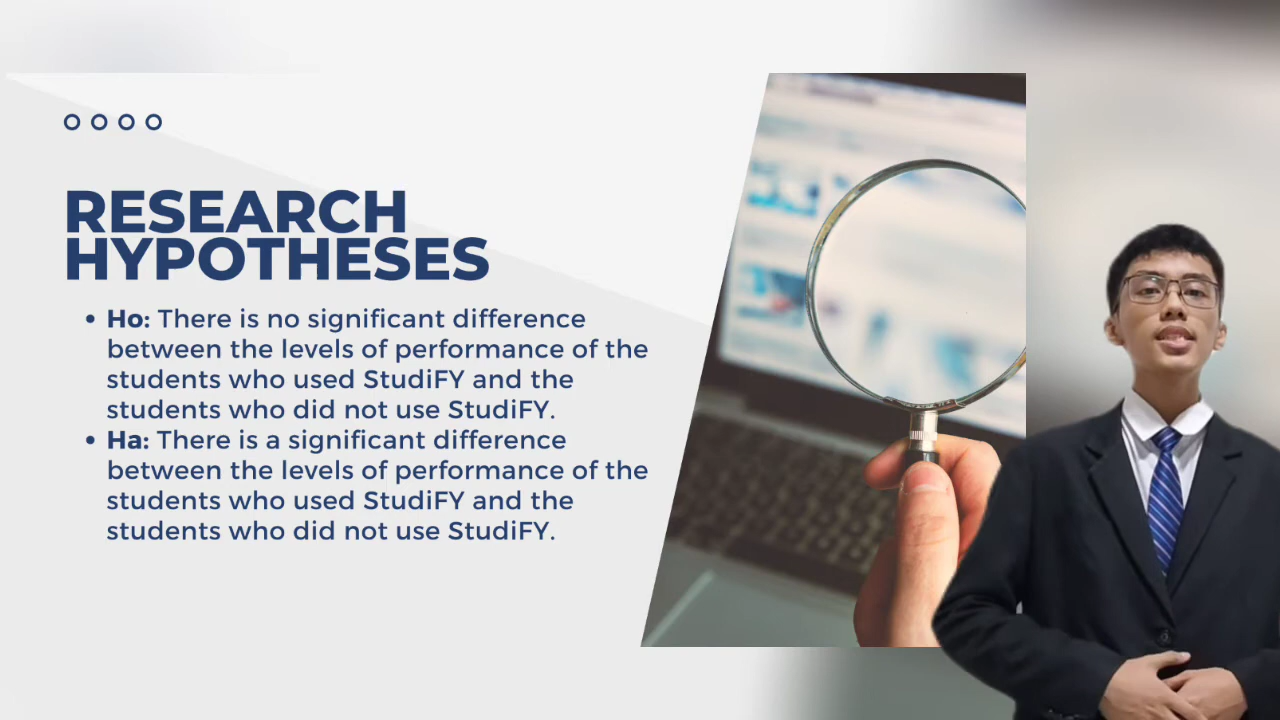 RESEARCH
HYPOTHESES
• Ho: There is no significant difference
between the levels of performance of the
students who used StudiFY and the
students who did not use StudiFY.
• Ha: There is a significant difference
between the levels of performance of the
students who used StudiFY and the
students who did not use StudiFY.